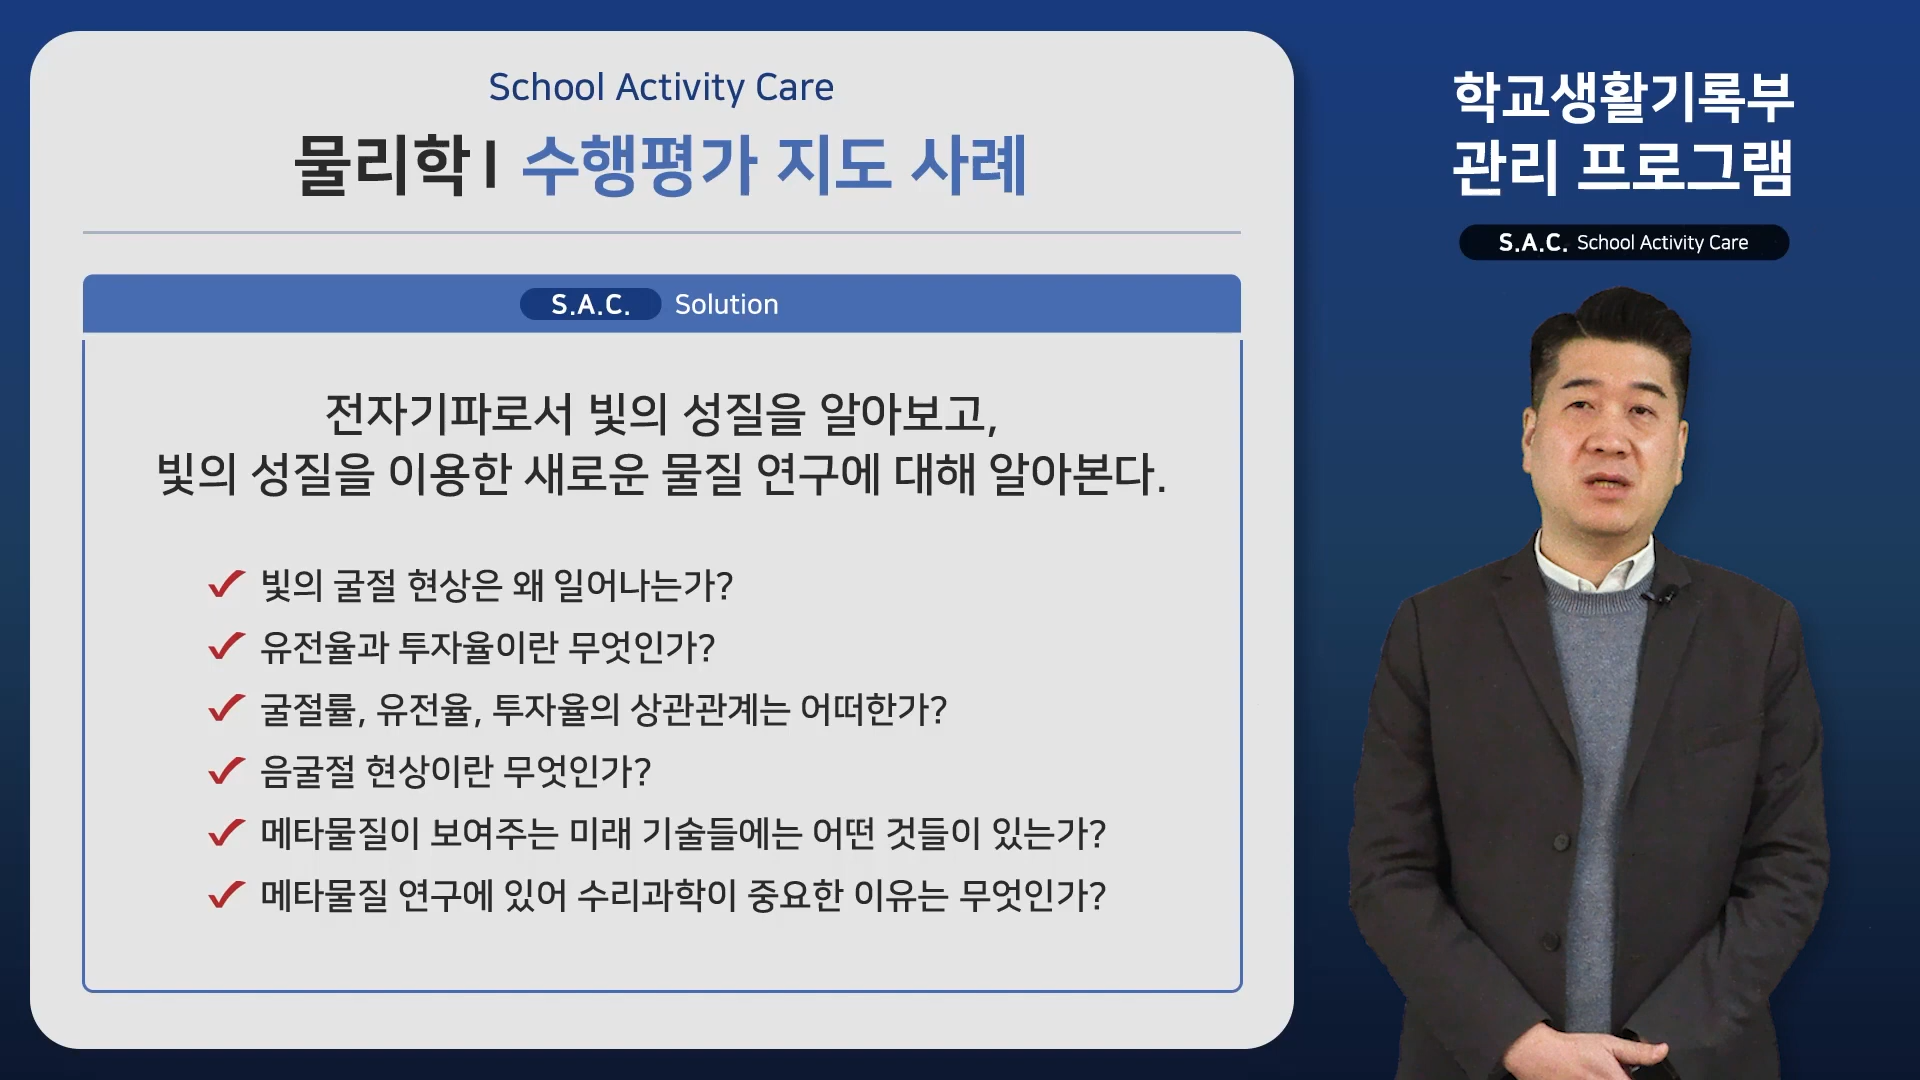 School Activity Care
물리학 I 수행평가 지도 사례
S.A.C. Solution
전자기파로서 빛의 성질을 알아보고,
빛의 성질을 이용한 새로운 물질 연구에 대해 알아본다.
빛의 굴절 현상은 왜 일어나는가?
유전율과 투자율이란 무엇인가?
굴절률, 유전율, 투자율의 상관관계는 어떠한가?
음굴절 현상이란 무엇인가?
메타물질이 보여주는 미래 기술들에는 어떤 것들이 있는가?
메타물질 연구에 있어 수리과학이 중요한 이유는 무엇인가?
학교생활기록부
관리 프로그램
S.A.C. School Activity Care